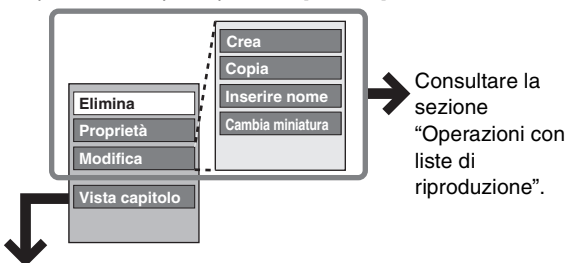 Elimina
Proprietà
Modifica
Vista capitolo
Crea
Copia
Inserire nome
Cambia miniatura
Consultare la
sezione
“Operazioni con
liste di
riproduzione”.